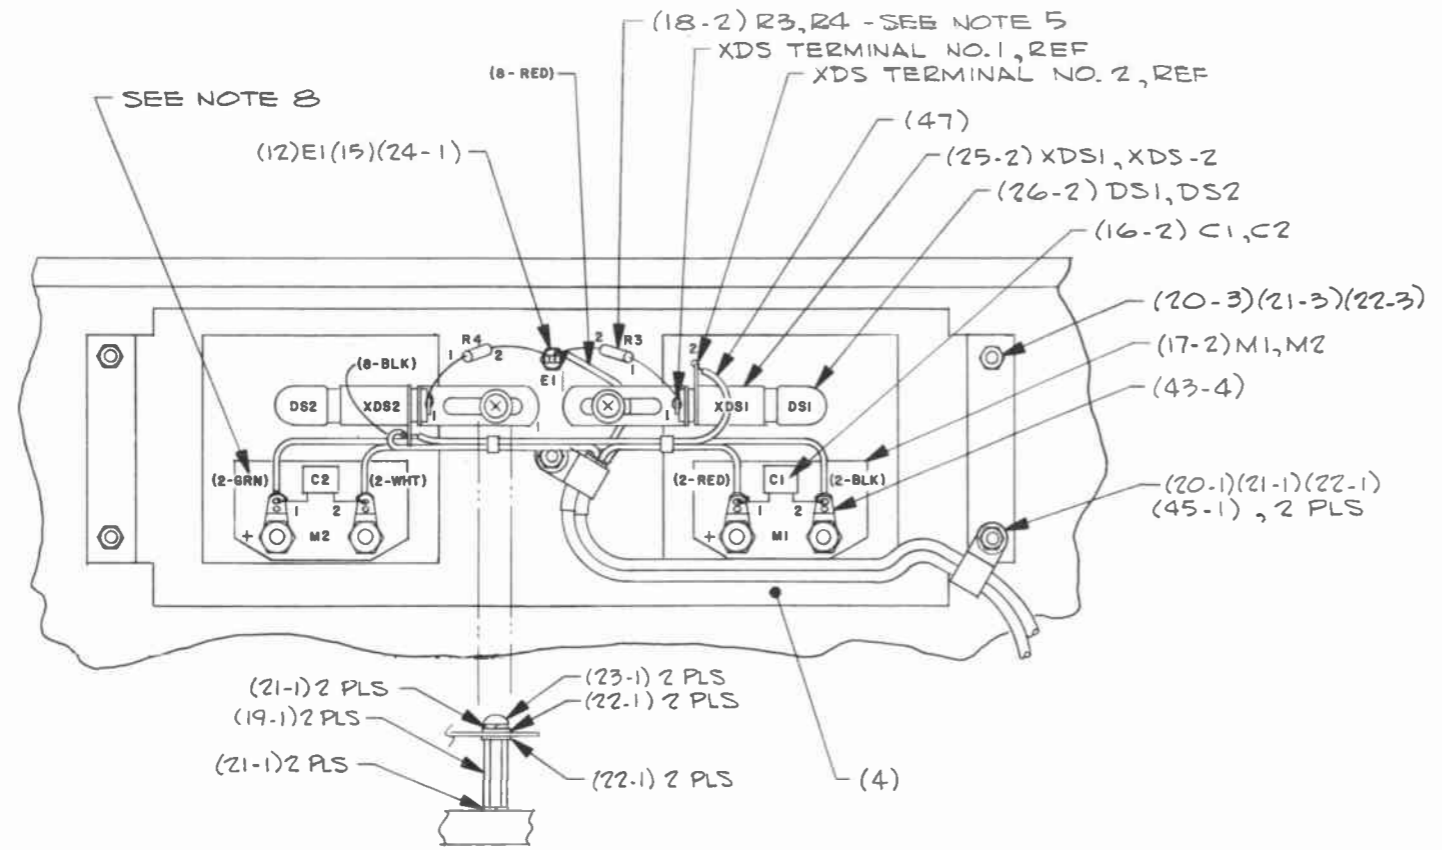 (18-2) R3,R4 - SEE NOTE 5
XDS TERMINAL NO.1, REF
(8-RED)
XDS TERMINAL NO.2, REF
SEE NOTE 8
(47)
(12)E1(15)(24-1)
(25-2) XDS1, XDS-2
(26-2) DS1, DS2
(16-2) C1, C2
(20-3)(21-3)(22-3)
(17-2) M1, M2
(43-4)
R4
1
2
2
R3
1
E1
2
(8-BLK)
DS2
XDS2
1
1
1
XDS1
DS1
(2-GRN)
C2
(2-WHT)
(2-RED)
C1
(2-BLK)
(20-1)(21-1)(22-1)
(45-1), 2 PLS
1
2
1
2
+
M2
+
M1
(21-1) 2 PLS
(23-1) 2 PLS
(22-1) 2 PLS
(19-1) 2 PLS
(21-1) 2 PLS
(22-1) 2 PLS
(4)